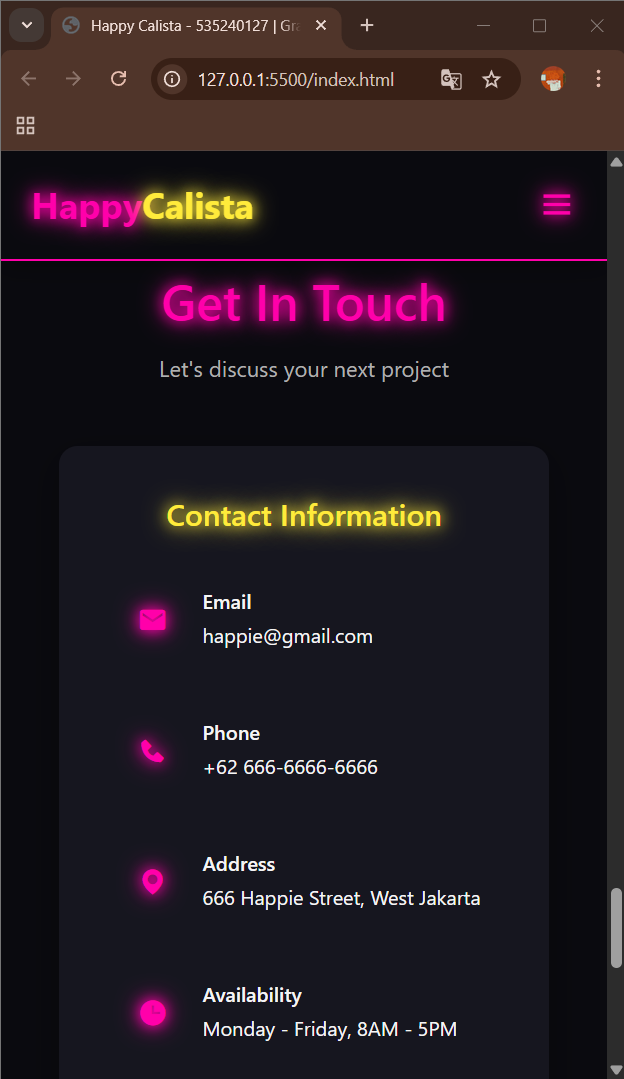 Happy Calista - 535240127 | Gra
127.0.0.1:5500/index.html
HappyCalista
Get In Touch
Let's discuss your next project
Contact Information
Email
happie@gmail.com
Phone
+62 666-6666-6666
Address
666 Happie Street, West Jakarta
Availability
Monday - Friday, 8AM - 5PM